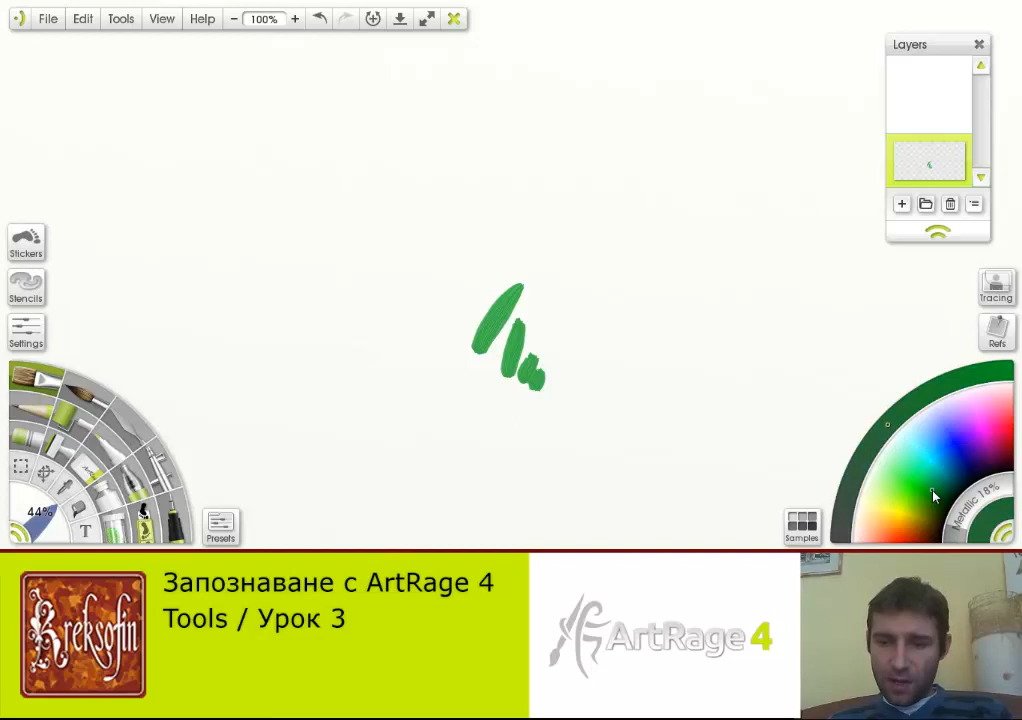 File Edit Tools View Help − 100% +
Layers
Stickers
Stencils
Settings
Tracing
Refs
44%
T
Presets
Samples
Metallic 18%
Kreksofin
Запознаване с ArtRage 4
Tools / Урок 3
ArtRage 4